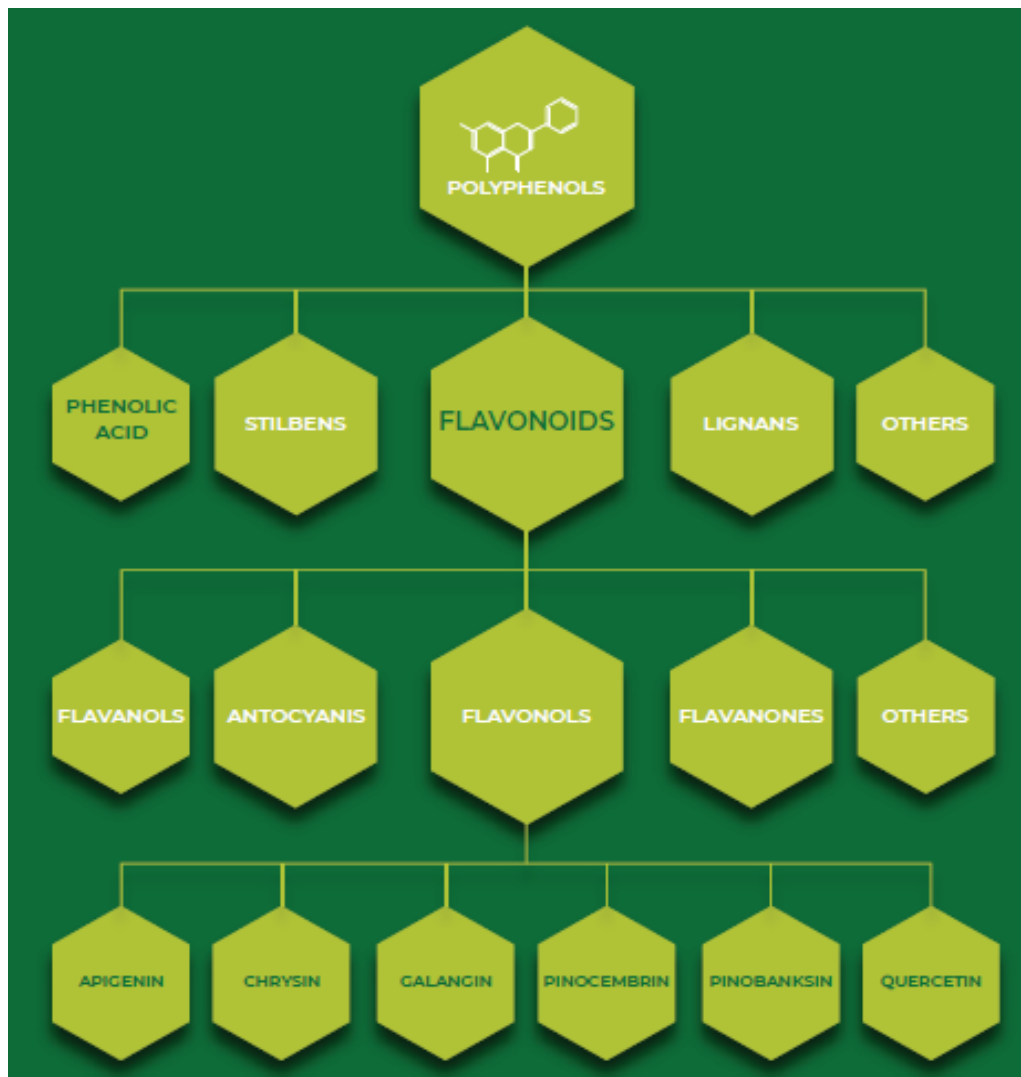 POLYPHENOLS
PHENOLIC
ACID
STILBENS
FLAVONOIDS
LIGNANS
OTHERS
FLAVANOLS
ANTOCYANIS
FLAVONOLS
FLAVANONES
OTHERS
APIGENIN
CHRYSIN
GALANGIN
PINOCEMBRIN
PINOBANKSIN
QUERCETIN